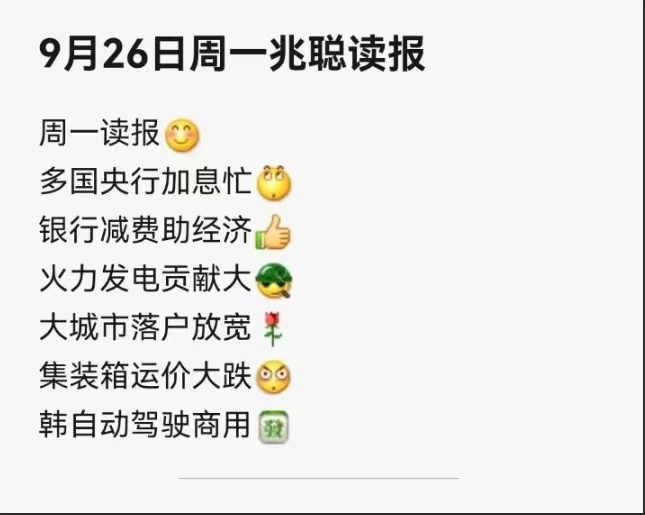 9月26日周一兆聪读报
周一读报
多国央行加息忙
银行减费助经济
火力发电贡献大
大城市落户放宽
集装箱运价大跌
韩自动驾驶商用
發